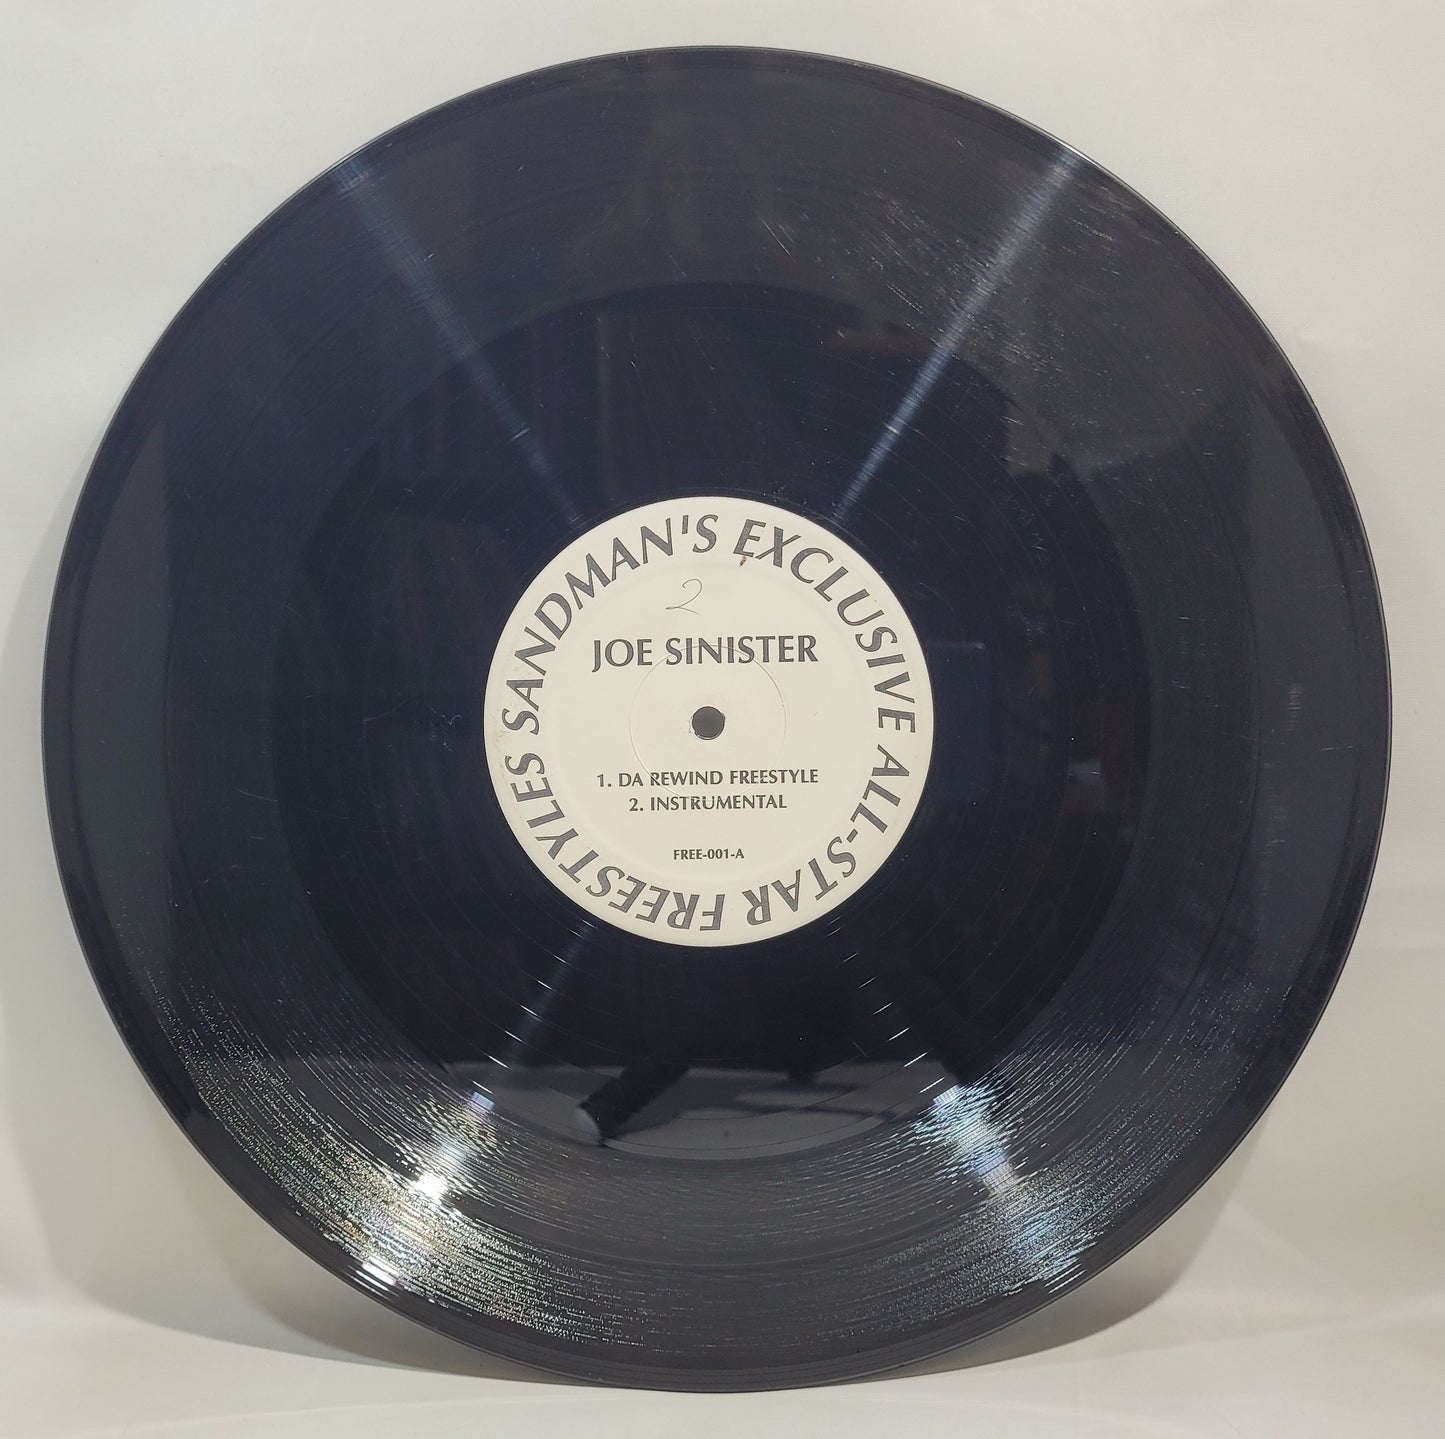 SANDMAN'S EXCLUSIVE ALL-STAR FREESTYLES
2
JOE SINISTER
1. DA REWIND FREESTYLE
2. INSTRUMENTAL
FREE-001-A